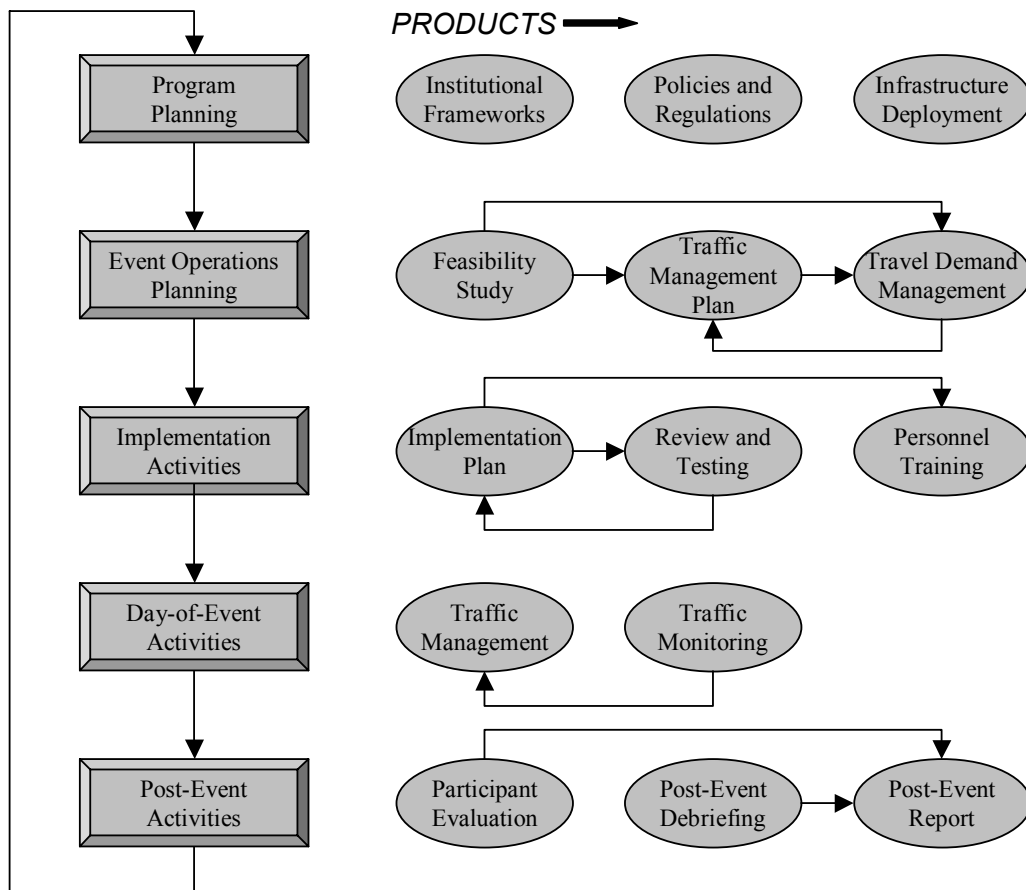 PRODUCTS
Program
Planning
Institutional
Frameworks
Policies and
Regulations
Infrastructure
Deployment
Event Operations
Planning
Feasibility
Study
Traffic
Management
Plan
Travel Demand
Management
Implementation
Activities
Implementation
Plan
Review and
Testing
Personnel
Training
Day-of-Event
Activities
Traffic
Management
Traffic
Monitoring
Post-Event
Activities
Participant
Evaluation
Post-Event
Debriefing
Post-Event
Report